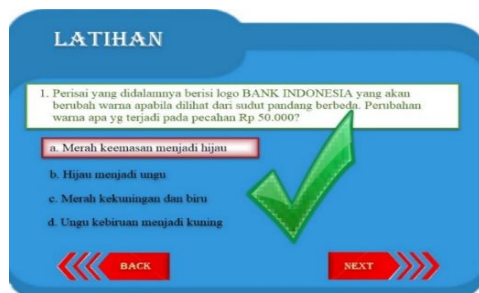 LATIHAN
1. Perisai yang didalamnya berisi logo BANK INDONESIA yang akan
berubah warna apabila dilihat dari sudut pandang berbeda. Perubahan
warna apa yg terjadi pada pecahan Rp 50.000?
a. Merah keemasan menjadi hijau
b. Hijau menjadi ungu
c. Merah kekuningan dan biru
d. Ungu kebiruan menjadi kuning
BACK
NEXT